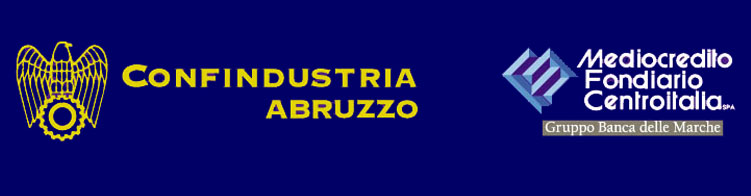 CONFINDUSTRIA
ABRUZZO
Mediocredito
Fondiario
Centroitalia SPA
Gruppo Banca delle Marche